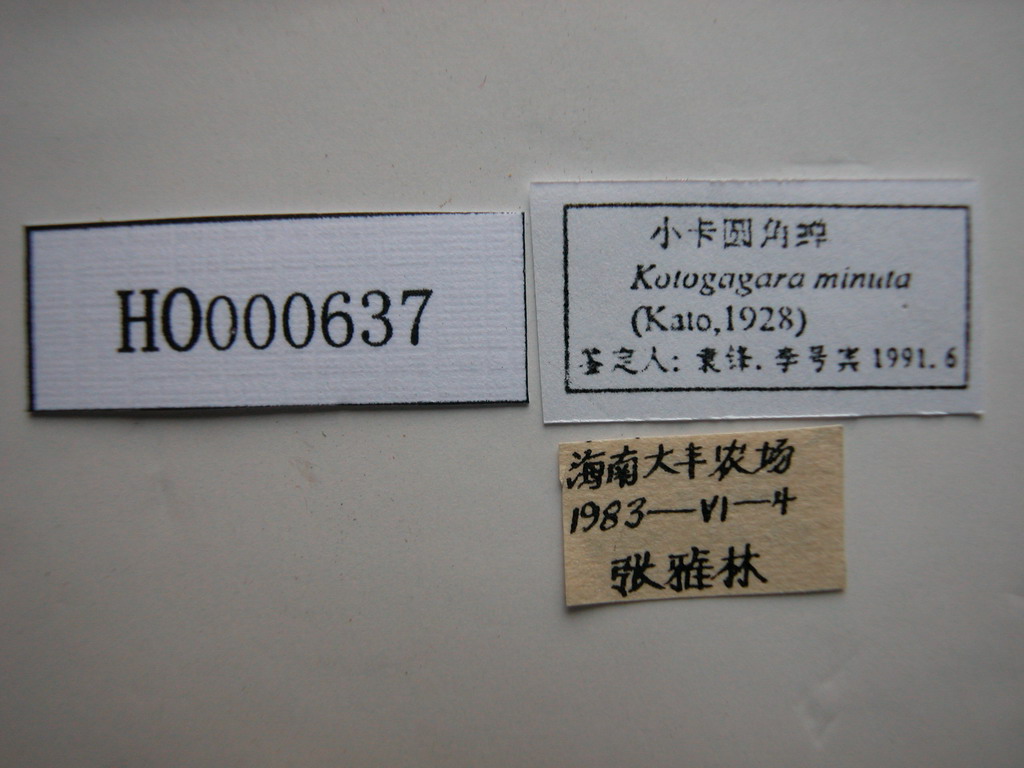 HO000637
小卡圆角蝉
Kotogagara minuta
(Kato,1928)
鉴定人: 袁锋. 李号宾 1991. 6
海南大丰农场
1983—VI—4
张雅林